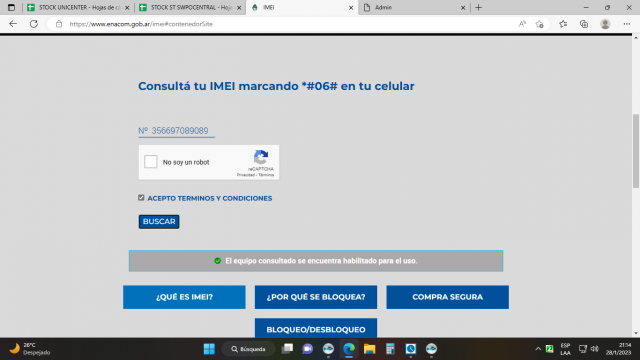 STOCK UNICENTER - Hojas de cá
STOCK ST SWPOCENTRAL - Hoja
IMEI
Admin
https://www.enacom.gob.ar/imei#contenedorSite
Consultá tu IMEI marcando *#06# en tu celular
Nº 356697089089
No soy un robot
reCAPTCHA
Privacidad - Términos
ACEPTO TERMINOS Y CONDICIONES
BUSCAR
El equipo consultado se encuentra habilitado para el uso.
¿QUÉ ES IMEI?
¿POR QUÉ SE BLOQUEA?
COMPRA SEGURA
BLOQUEO/DESBLOQUEO
26°C
Despejado
Búsqueda
ESP
LAA
21:14
28/1/2023